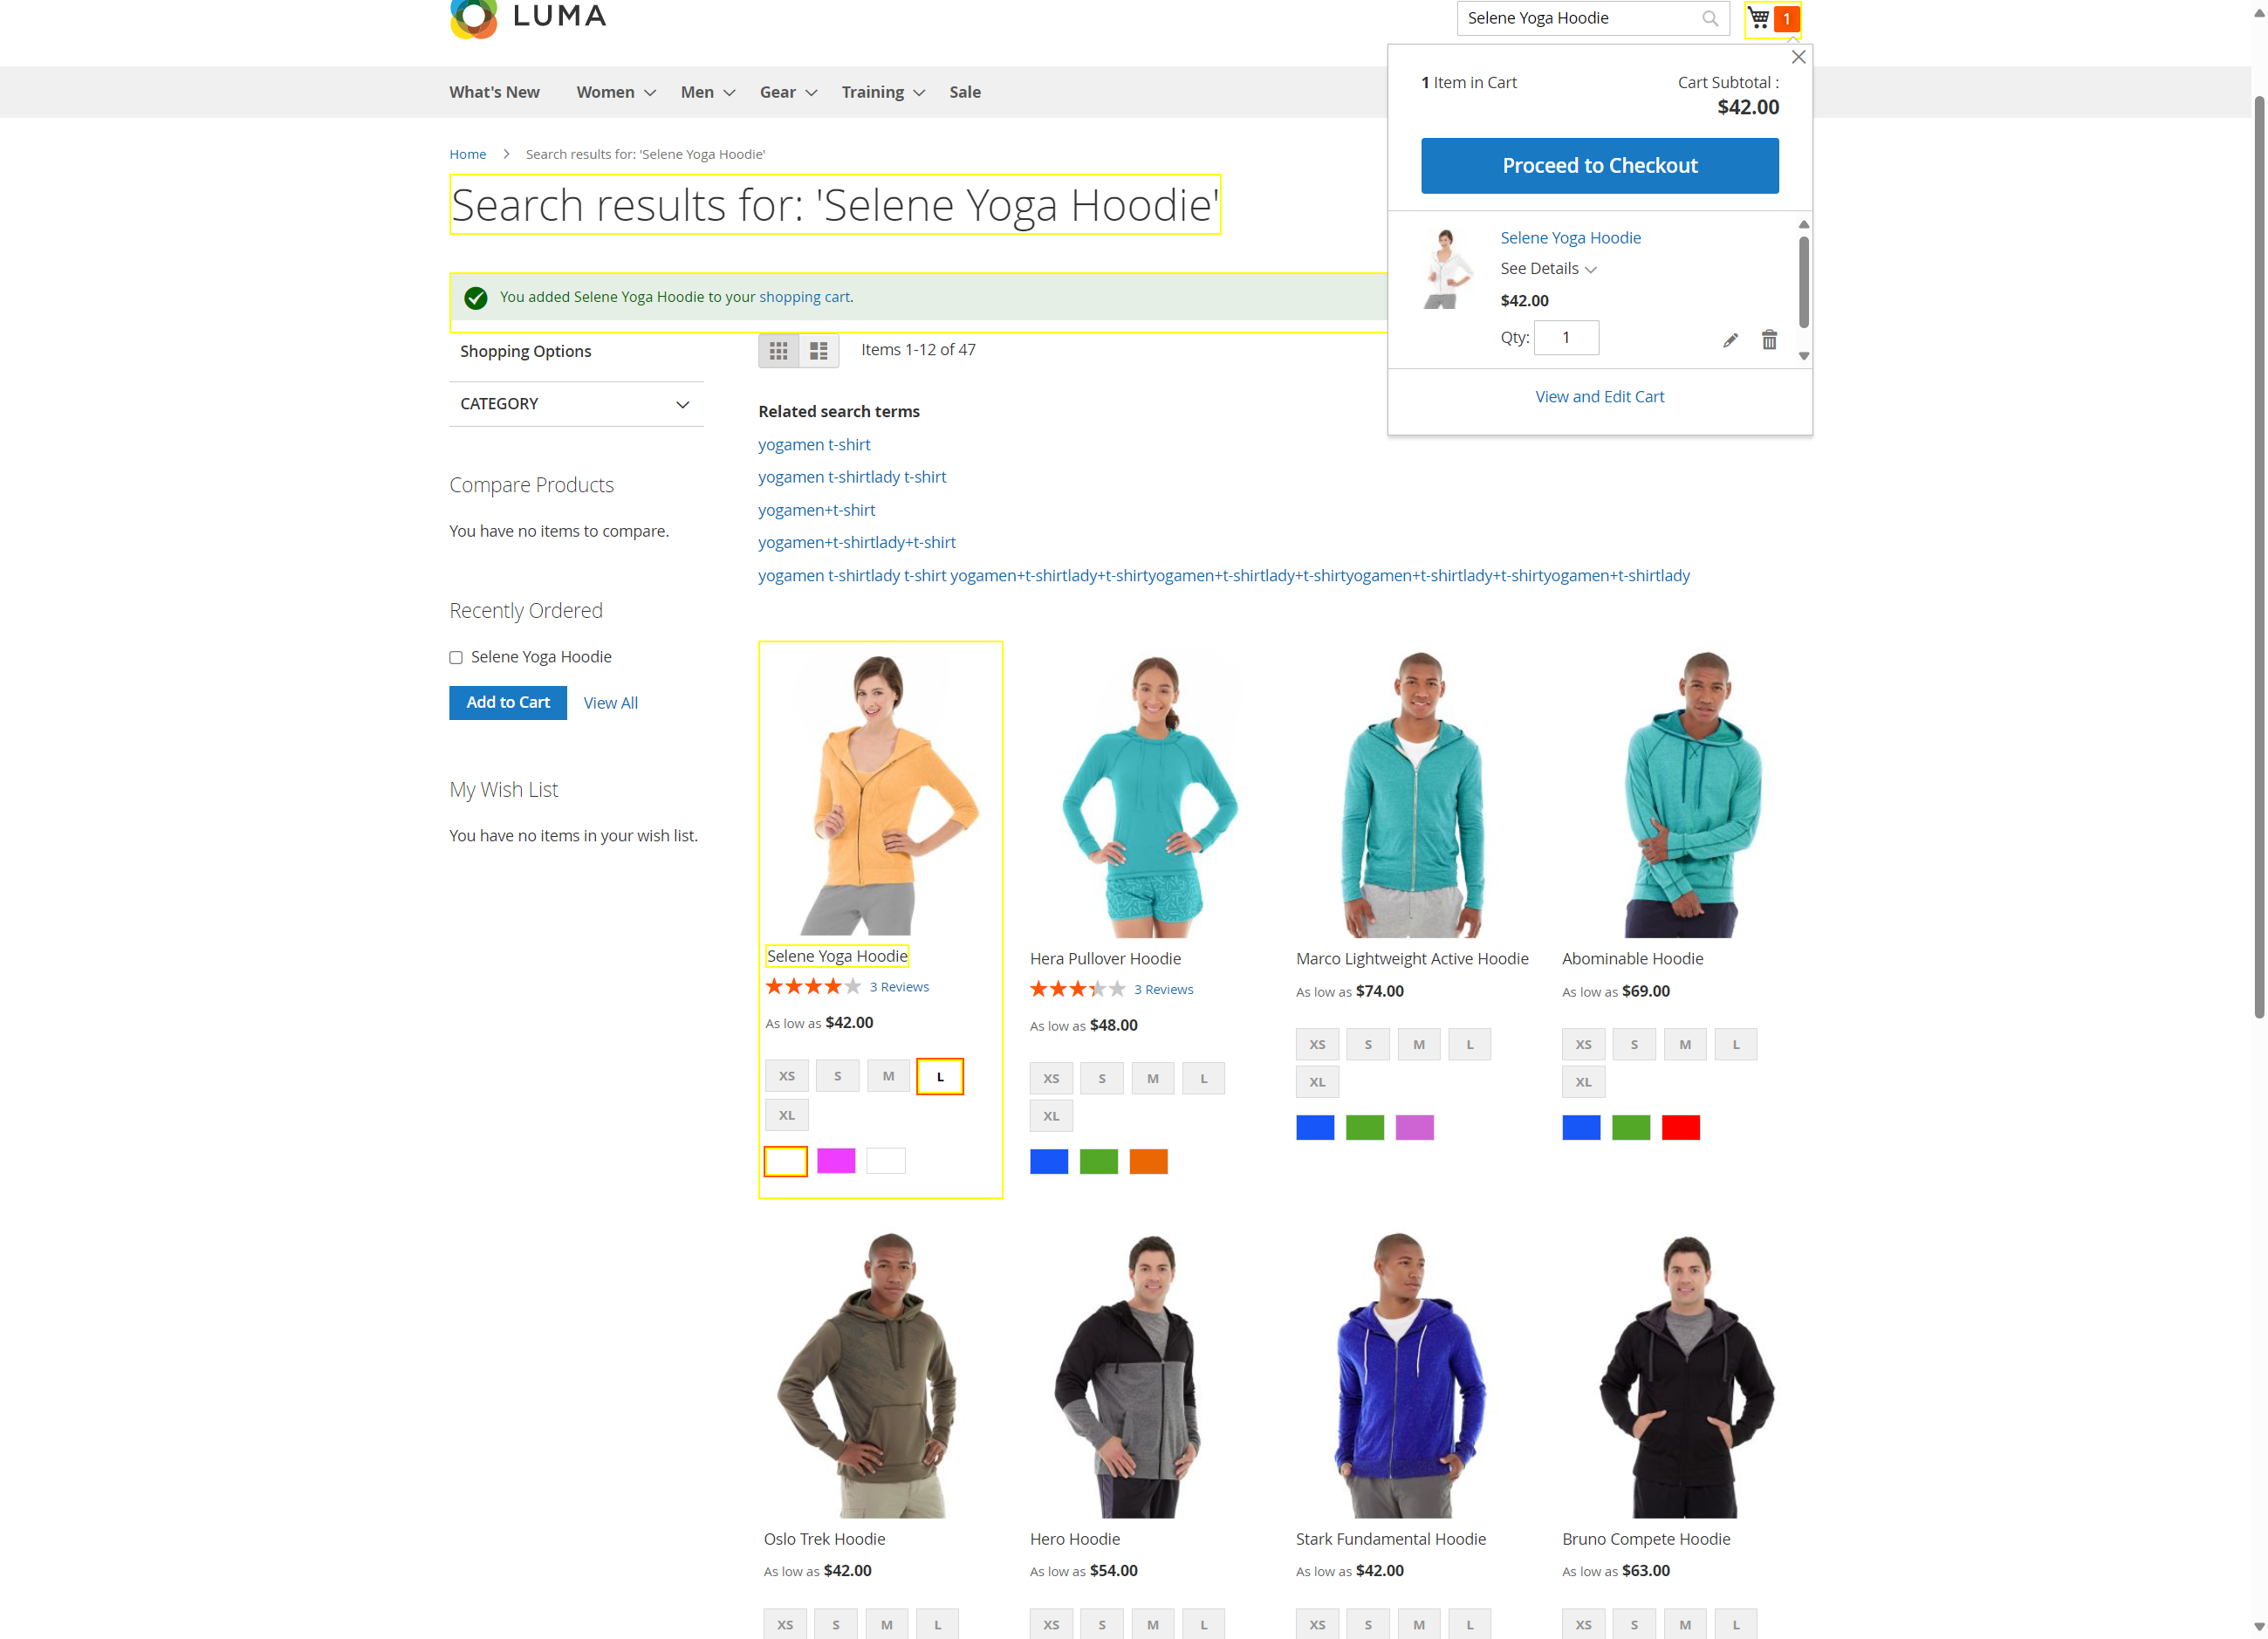 LUMA
Selene Yoga Hoodie
1
What's New Women Men Gear Training Sale
1 Item in Cart
Cart Subtotal :
$42.00
Proceed to Checkout
Selene Yoga Hoodie
See Details
$42.00
Qty: 1
View and Edit Cart
Home > Search results for: 'Selene Yoga Hoodie'
Search results for: 'Selene Yoga Hoodie'
You added Selene Yoga Hoodie to your shopping cart.
Shopping Options
CATEGORY
Compare Products
You have no items to compare.
Recently Ordered
Selene Yoga Hoodie
Add to Cart View All
My Wish List
You have no items in your wish list.
Items 1-12 of 47
Related search terms
yogamen t-shirt
yogamen t-shirtlady t-shirt
yogamen+t-shirt
yogamen+t-shirtlady+t-shirt
yogamen t-shirtlady t-shirt yogamen+t-shirtlady+t-shirtyogamen+t-shirtlady+t-shirtyogamen+t-shirtlady+t-shirtyogamen+t-shirtlady
Selene Yoga Hoodie
3 Reviews
As low as $42.00
XS S M L
XL
Hera Pullover Hoodie
3 Reviews
As low as $48.00
XS S M L
XL
Marco Lightweight Active Hoodie
As low as $74.00
XS S M L
XL
Abominable Hoodie
As low as $69.00
XS S M L
XL
Oslo Trek Hoodie
As low as $42.00
XS S M L
Hero Hoodie
As low as $54.00
XS S M L
Stark Fundamental Hoodie
As low as $42.00
XS S M L
Bruno Compete Hoodie
As low as $63.00
XS S M L